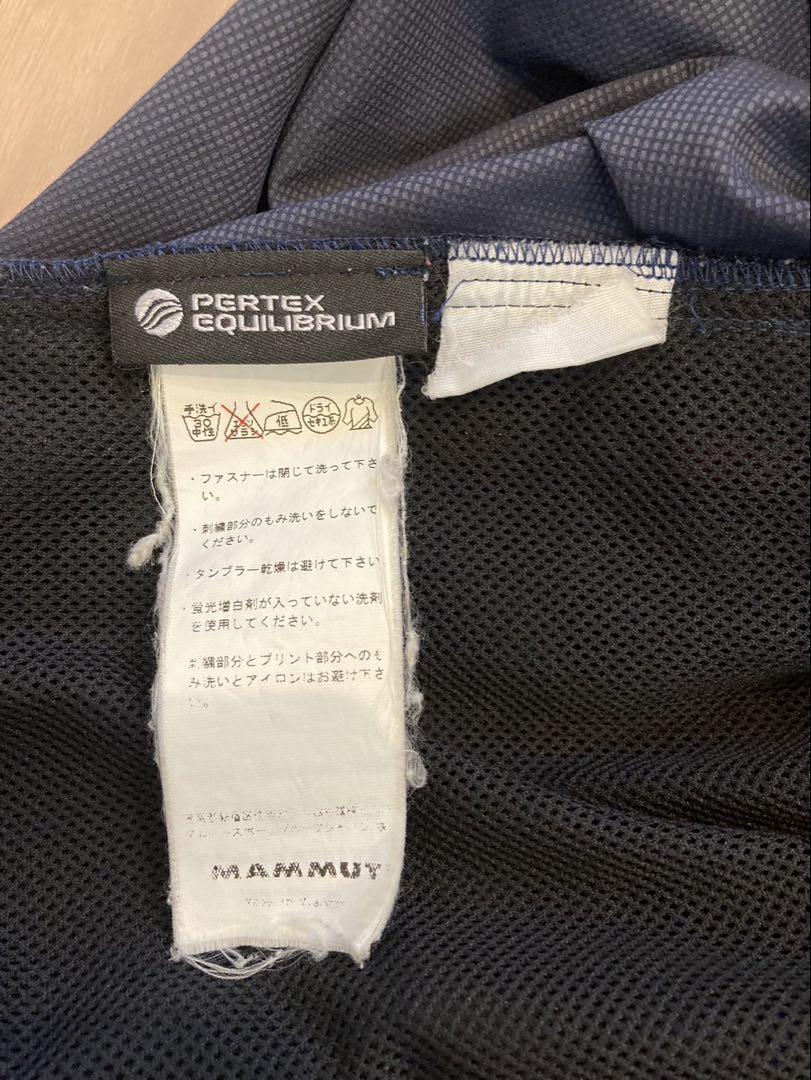 PERTEX
EQUILIBRIUM
手洗イ
30
中性
エンソ
サラシ
低
ドライ
セキユ系
・ファスナーは閉じて洗って下さ
い。
・刺繍部分のもみ洗いをしないで
ください。
・タンブラー乾燥は避けて下さい
・蛍光増白剤が入っていない洗剤
を使用してください。
刺繍部分とプリント部分へのも
み洗いとアイロンはお避け下さ
い。
MAMMUT